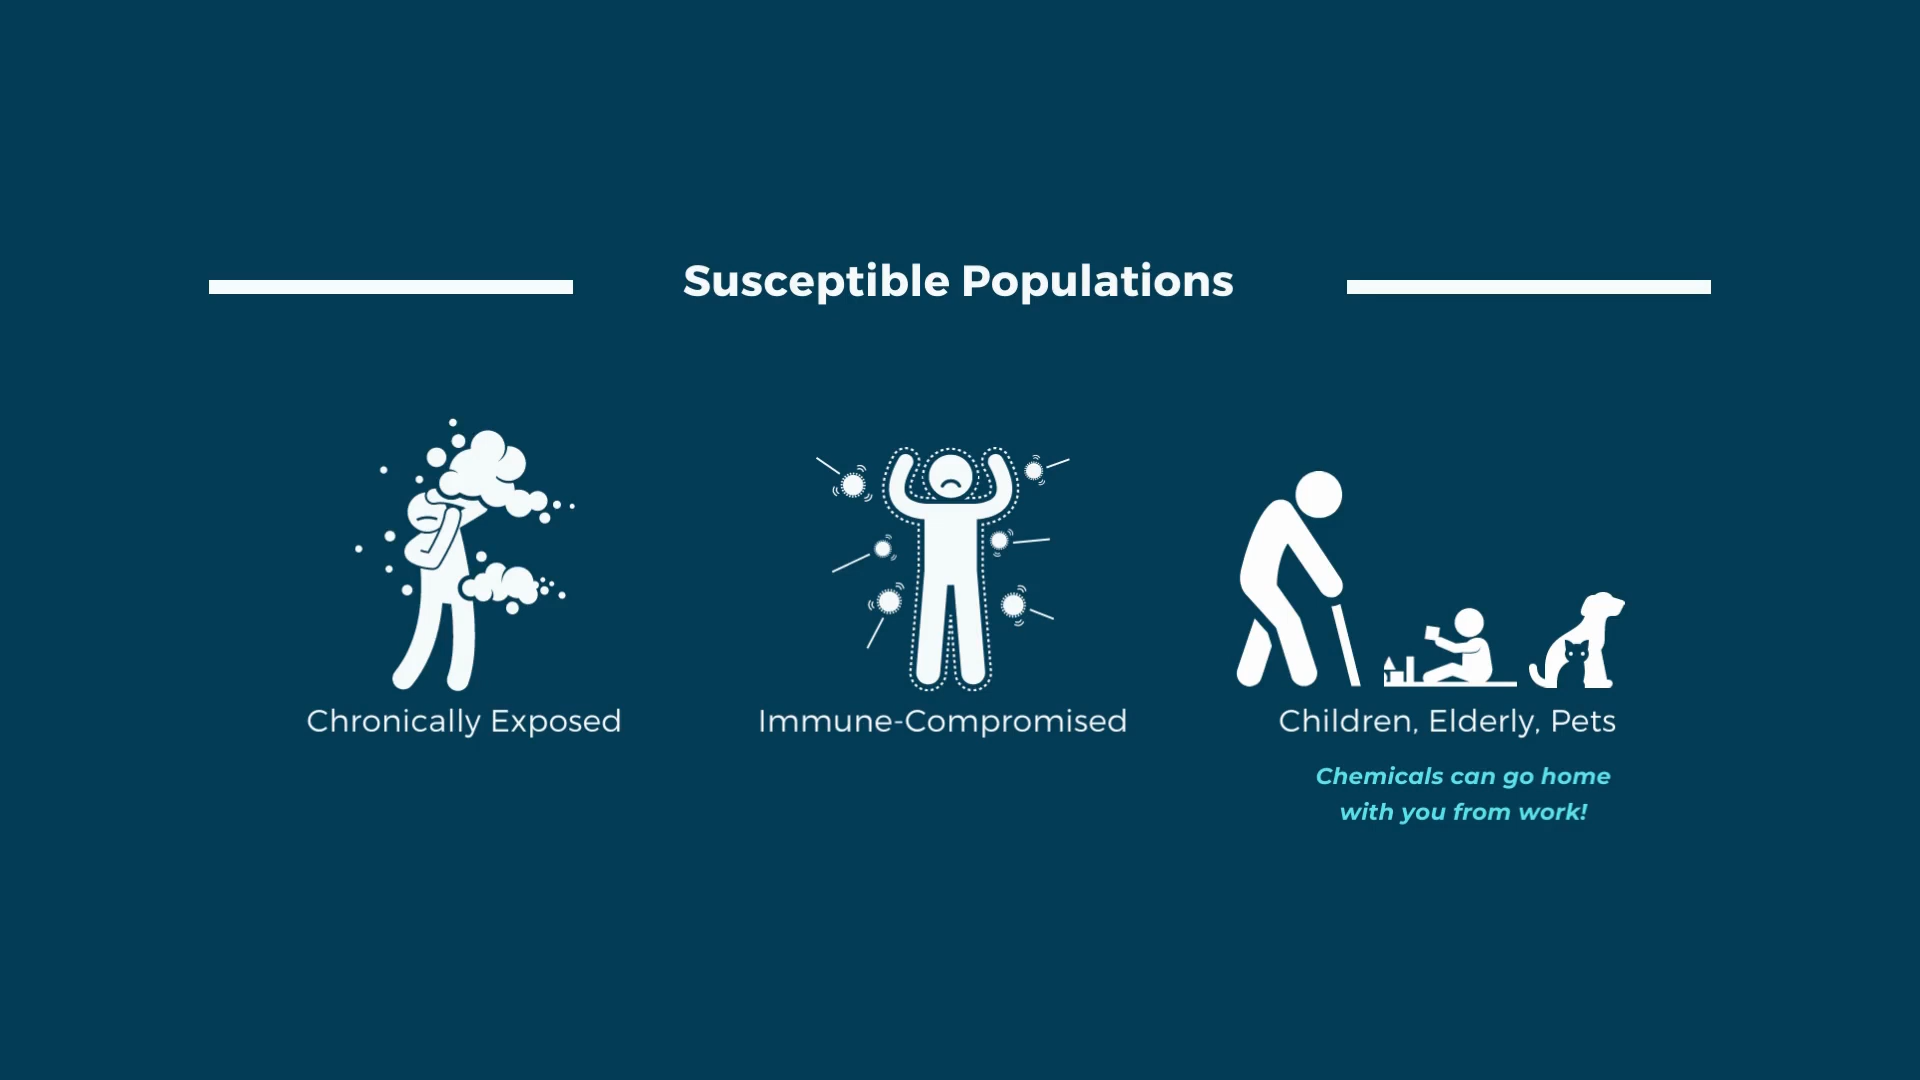 Susceptible Populations
Chronically Exposed
Immune-Compromised
Children, Elderly, Pets
Chemicals can go home
with you from work!